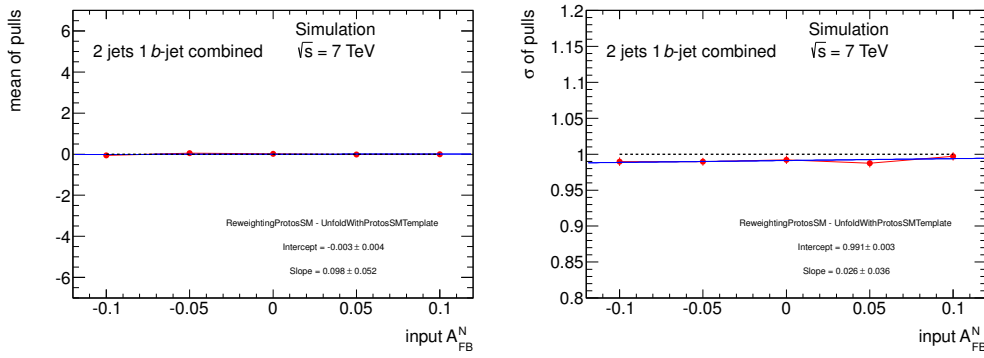 mean of pulls
6
4
2
0
-2
-4
-6
2 jets 1 b-jet combined
Simulation
√s = 7 TeV
ReweightingProtosSM - UnfoldWithProtosSMTemplate
Intercept = -0.003 ± 0.004
Slope = 0.098 ± 0.052
-0.1 -0.05 0 0.05 0.1
input A_FB^N
σ of pulls
1.2
1.15
1.1
1.05
1
0.95
0.9
0.85
0.8
2 jets 1 b-jet combined
Simulation
√s = 7 TeV
ReweightingProtosSM - UnfoldWithProtosSMTemplate
Intercept = 0.991 ± 0.003
Slope = 0.026 ± 0.036
-0.1 -0.05 0 0.05 0.1
input A_FB^N